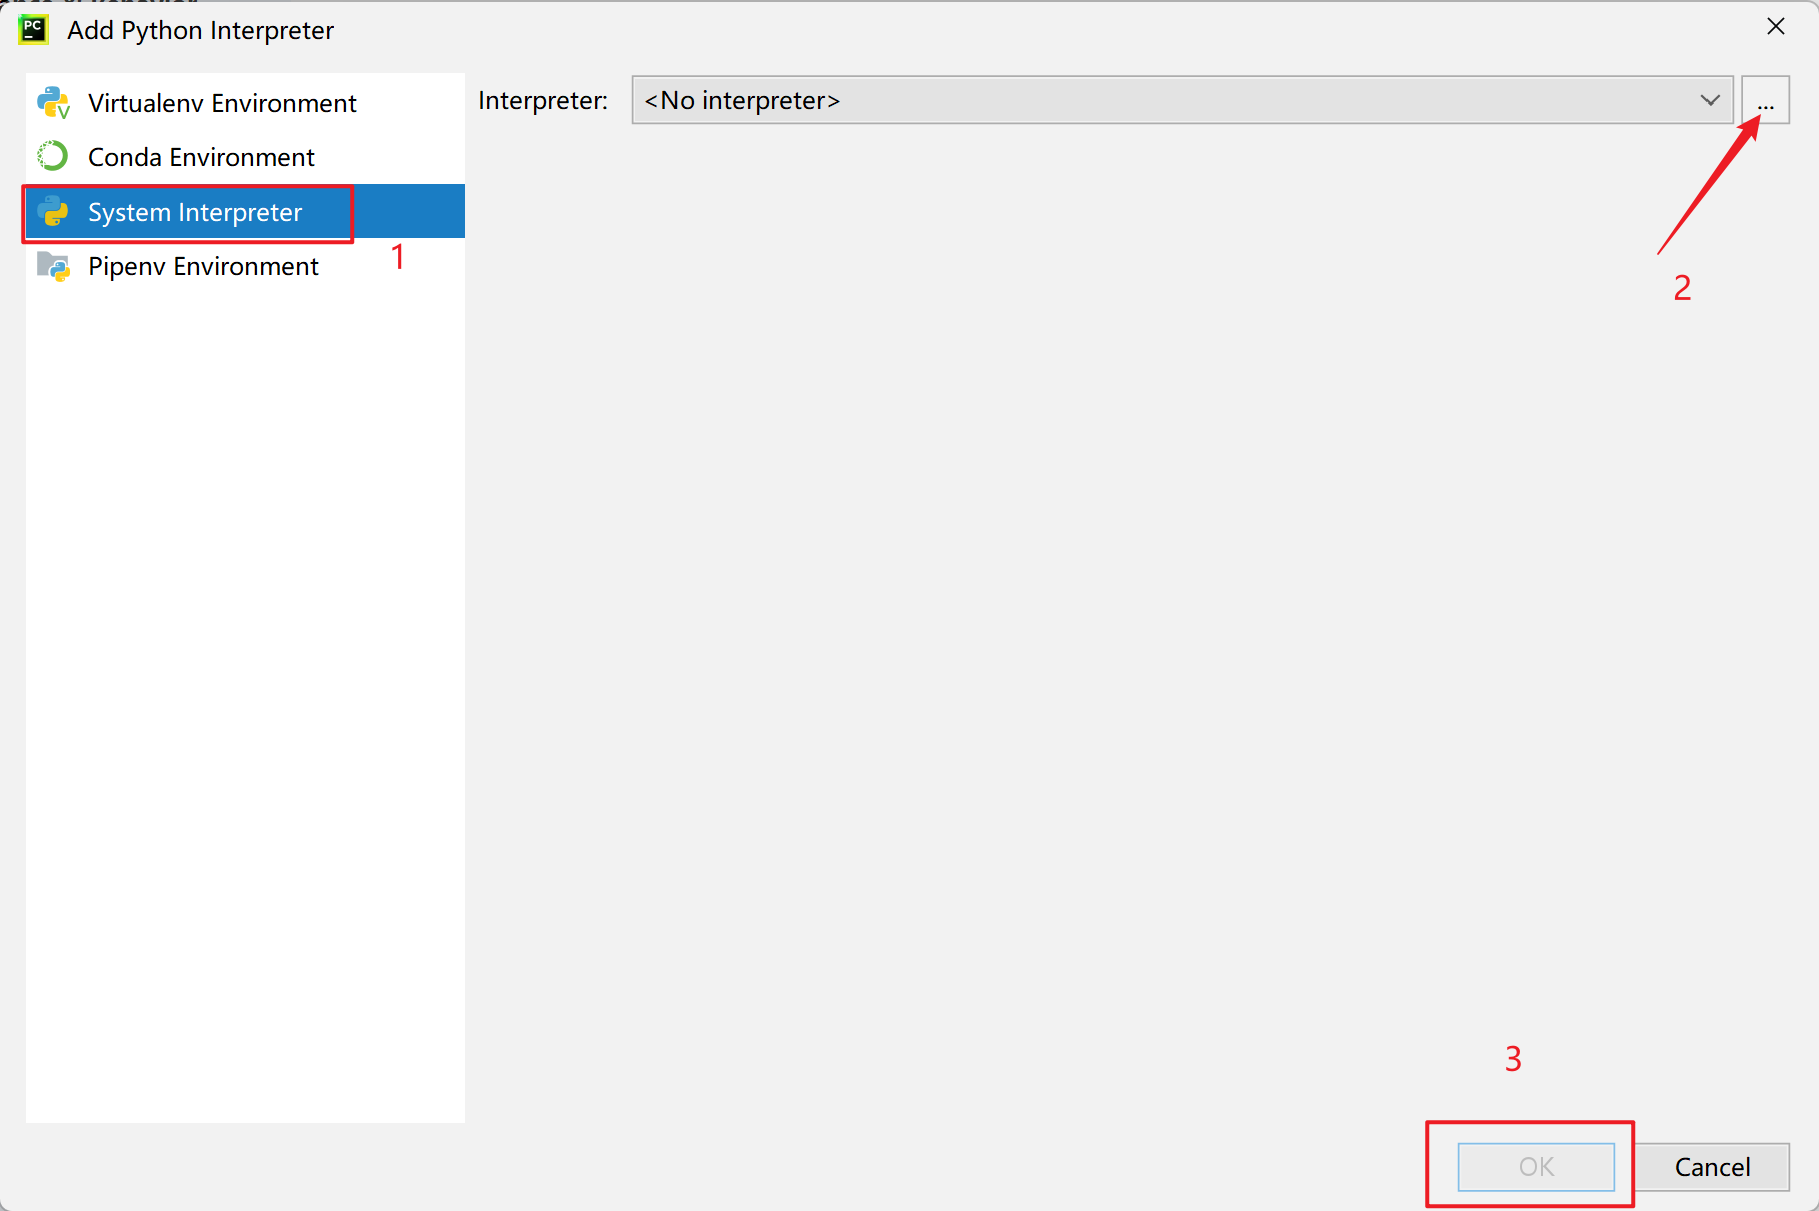 PC
Add Python Interpreter
Virtualenv Environment
Conda Environment
System Interpreter
Pipenv Environment
1
Interpreter:
<No interpreter>
...
2
3
OK
Cancel